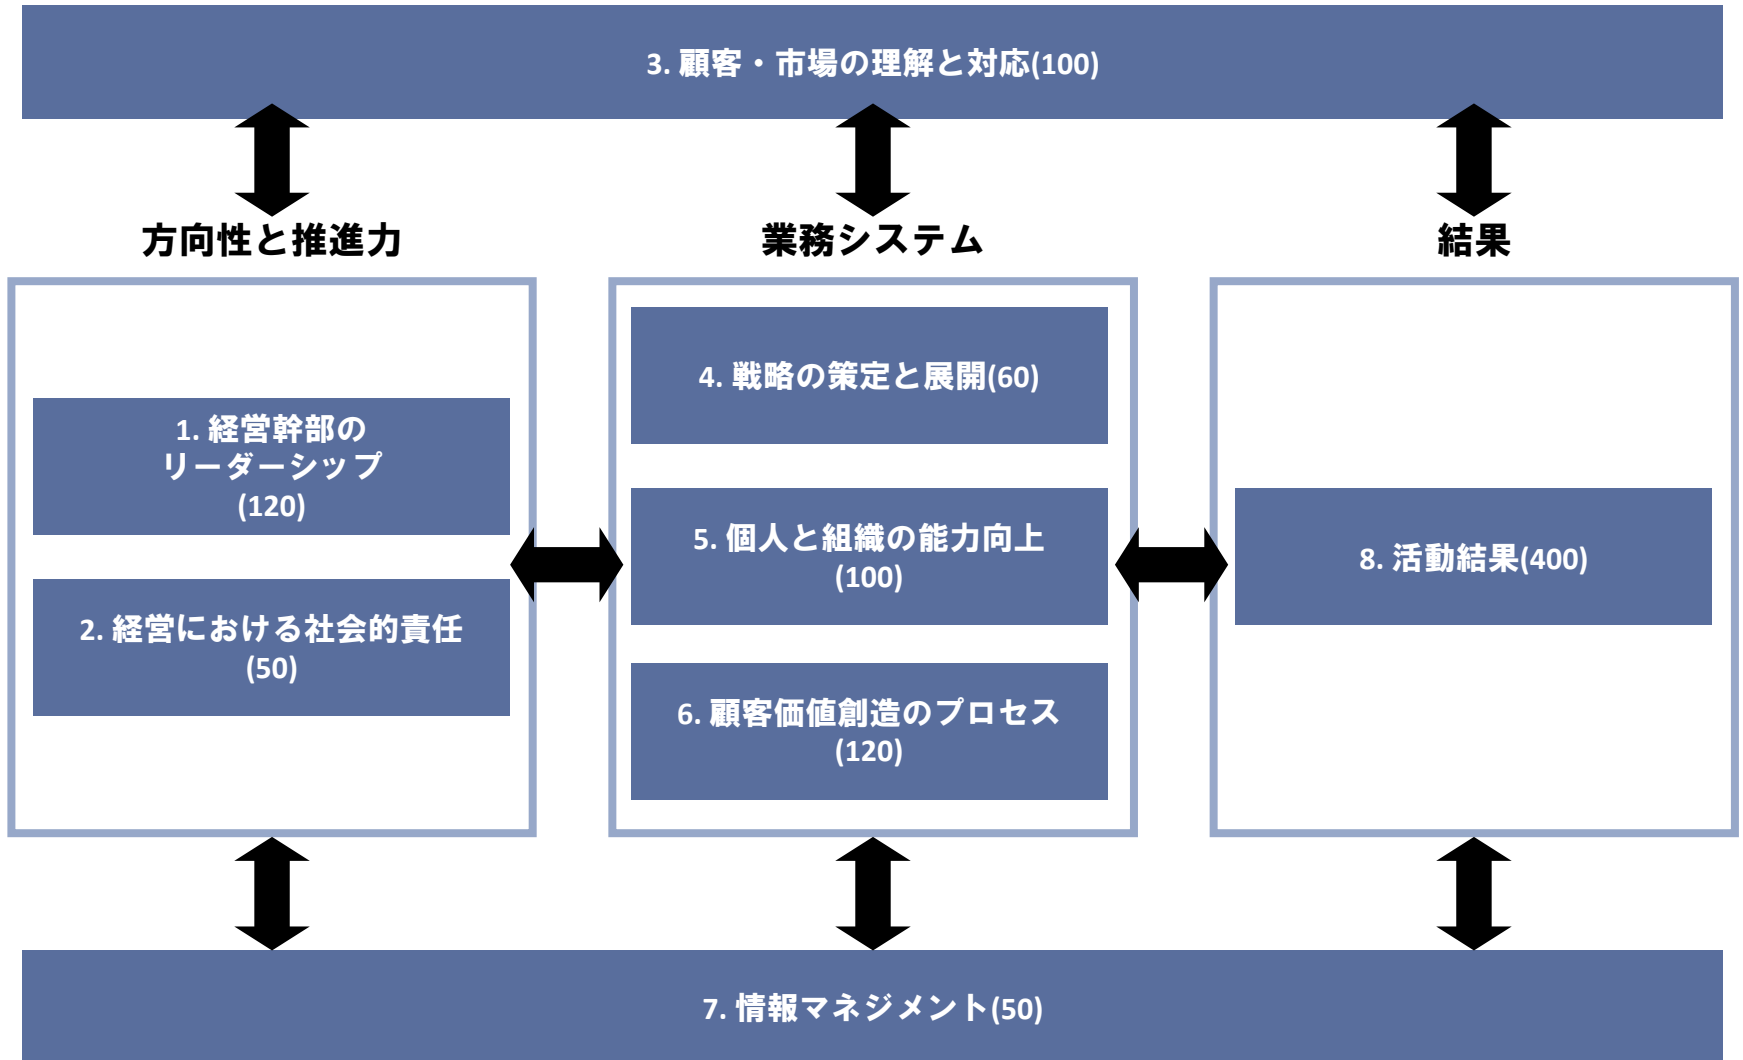 3. 顧客・市場の理解と対応(100)
方向性と推進力
1. 経営幹部の
リーダーシップ
(120)
2. 経営における社会的責任
(50)
業務システム
4. 戦略の策定と展開(60)
5. 個人と組織の能力向上
(100)
6. 顧客価値創造のプロセス
(120)
結果
8. 活動結果(400)
7. 情報マネジメント(50)